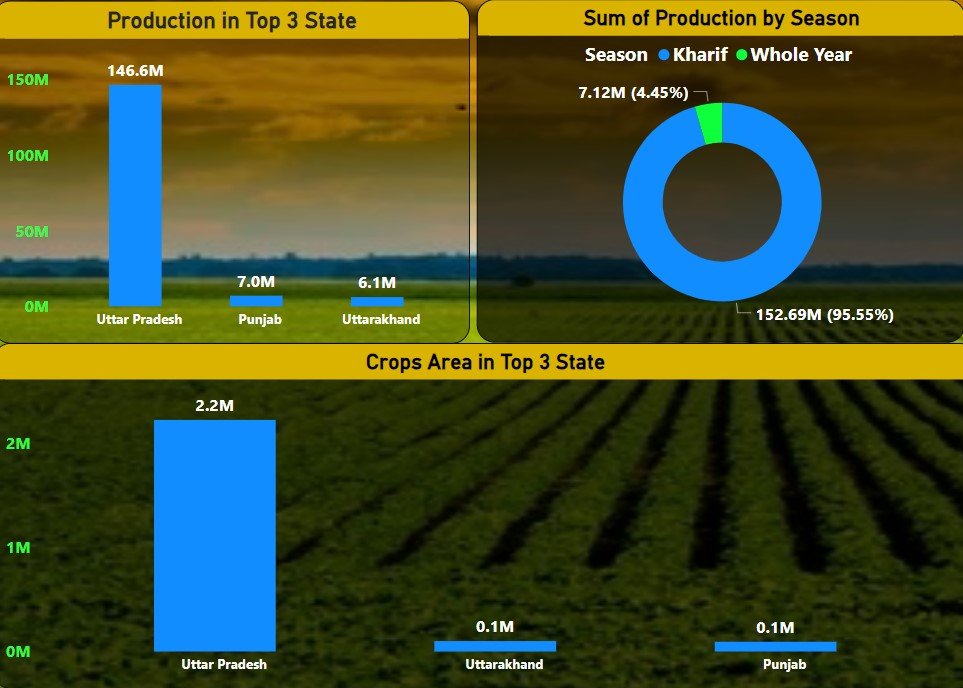 Production in Top 3 State
150M
100M
50M
0M
146.6M
7.0M
6.1M
Uttar Pradesh
Punjab
Uttarakhand
Sum of Production by Season
Season Kharif Whole Year
7.12M (4.45%)
152.69M (95.55%)
Crops Area in Top 3 State
2M
1M
0M
2.2M
0.1M
0.1M
Uttar Pradesh
Uttarakhand
Punjab